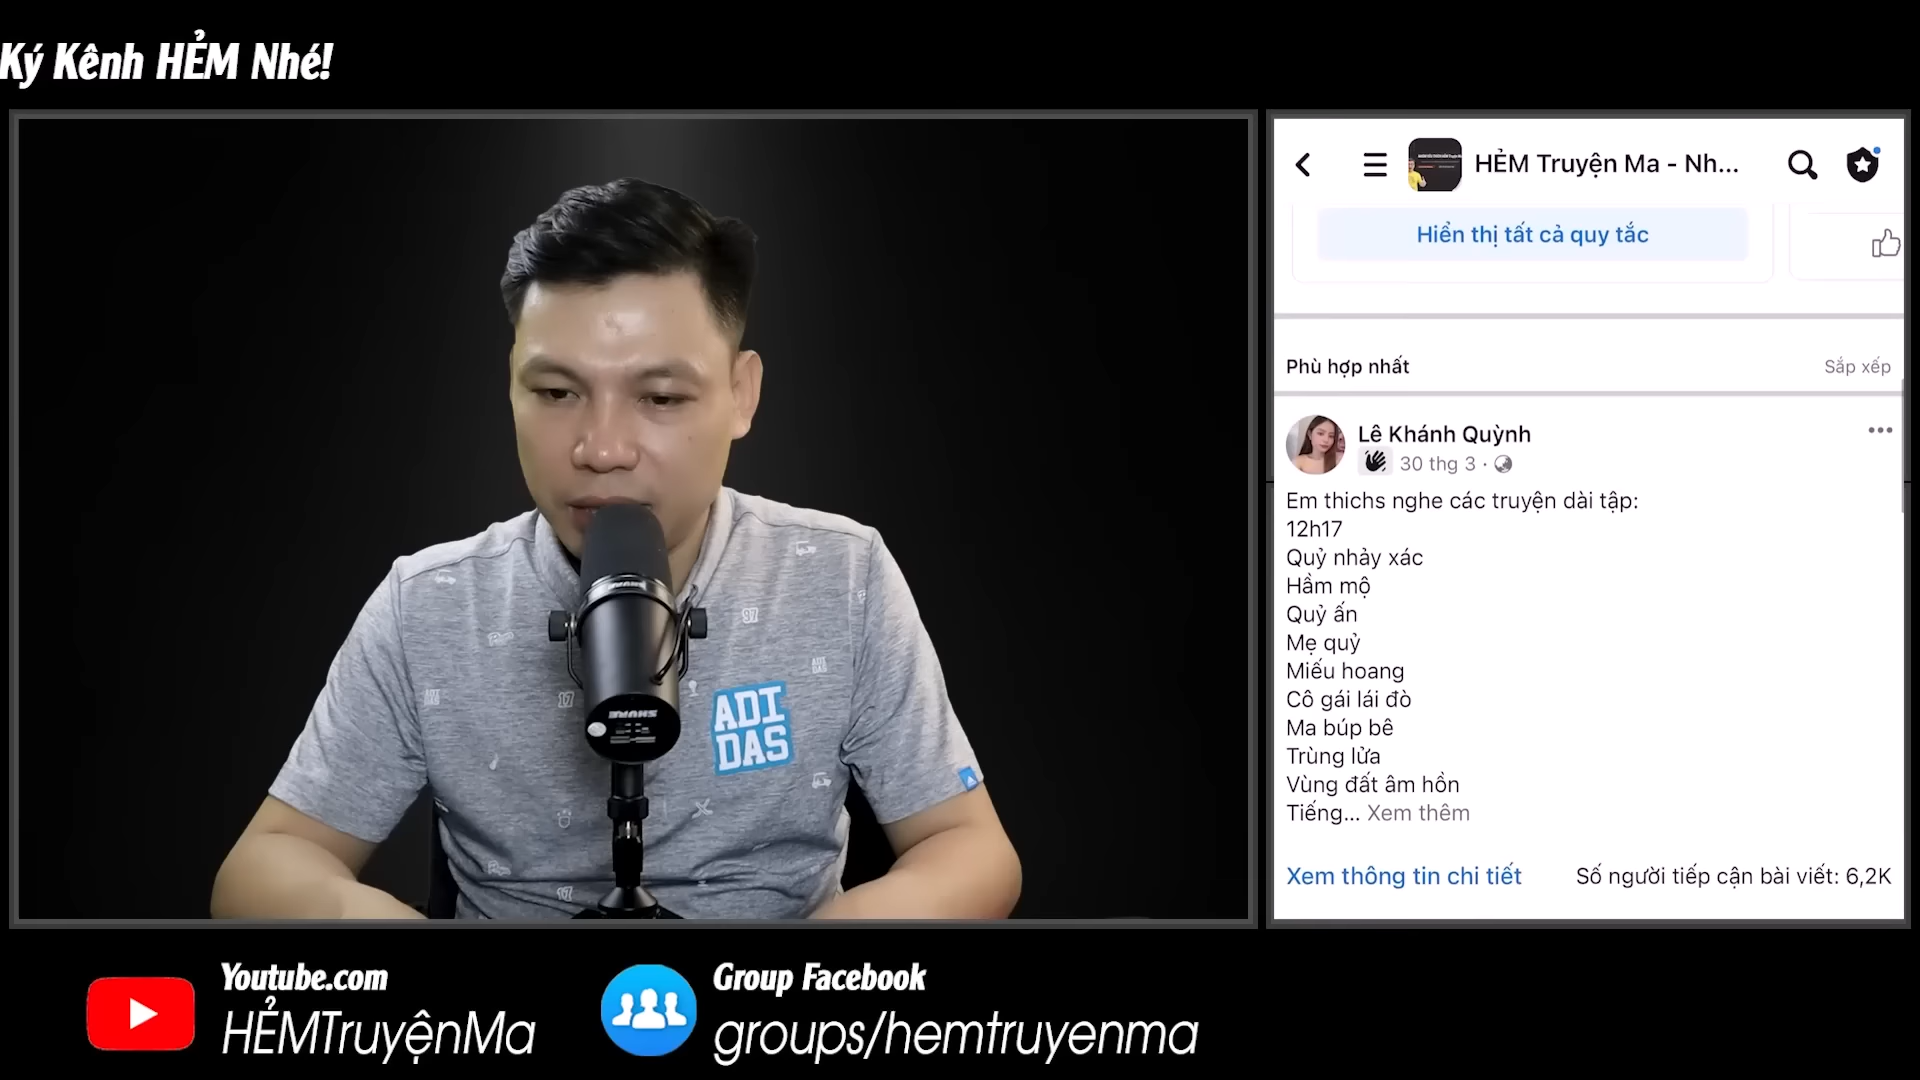 Ký Kênh HẺM Nhé!
HẺM Truyện Ma - Nh...
Hiển thị tất cả quy tắc
Phù hợp nhất
Sắp xếp
Lê Khánh Quỳnh
30 thg 3 ·
Em thichs nghe các truyện dài tập:
12h17
Quỷ nhảy xác
Hầm mộ
Quỷ ấn
Mẹ quỷ
Miếu hoang
Cô gái lái đò
Ma búp bê
Trùng lửa
Vùng đất âm hồn
Tiếng... Xem thêm
Xem thông tin chi tiết
Số người tiếp cận bài viết: 6,2K
ADI
DAS
SHURE
97
17
Youtube.com
HẺMTruyệnMa
Group Facebook
groups/hemtruyenma